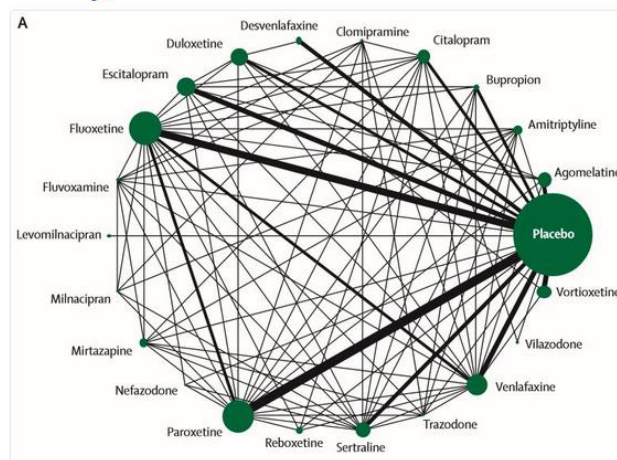 A
Desvenlafaxine
Clomipramine
Duloxetine
Citalopram
Escitalopram
Bupropion
Fluoxetine
Amitriptyline
Fluvoxamine
Agomelatine
Levomilnacipran
Placebo
Milnacipran
Vortioxetine
Mirtazapine
Vilazodone
Nefazodone
Venlafaxine
Paroxetine
Trazodone
Reboxetine
Sertraline